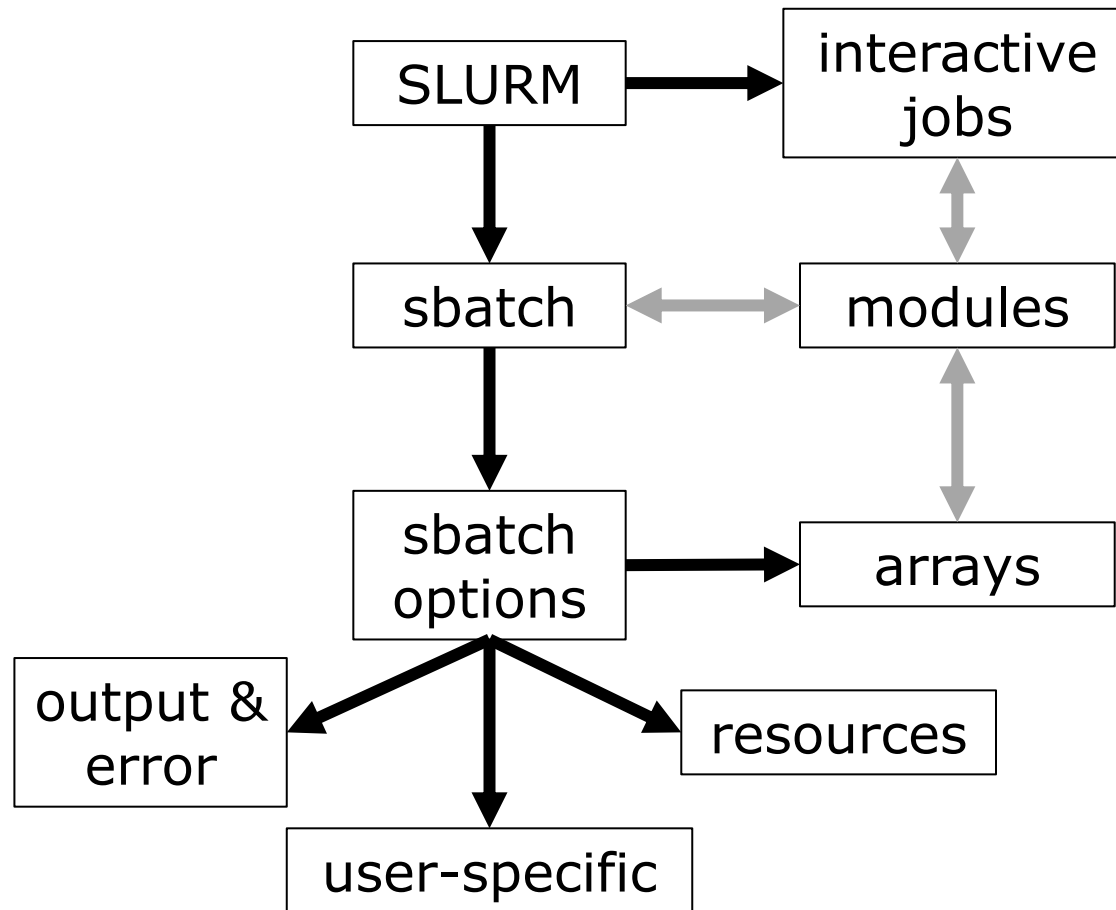 SLURM
interactive
jobs
sbatch
modules
sbatch
options
arrays
output &
error
resources
user-specific